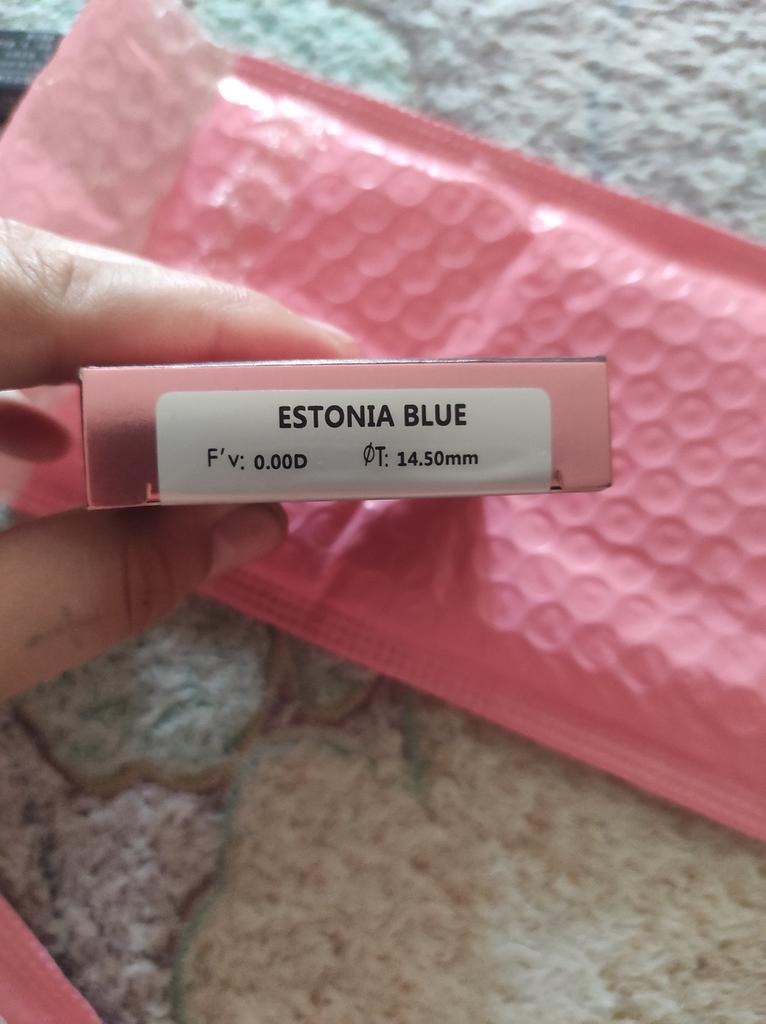 ESTONIA BLUE
F'v: 0.00D ØT: 14.50mm